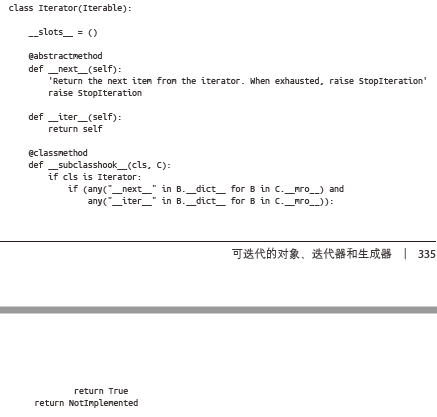 class Iterator(Iterable):
    __slots__ = ()
    @abstractmethod
    def __next__(self):
        'Return the next item from the iterator. When exhausted, raise StopIteration'
        raise StopIteration
    def __iter__(self):
        return self
    @classmethod
    def __subclasshook__(cls, C):
        if cls is Iterator:
            if (any("__next__" in B.__dict__ for B in C.__mro__) and
                any("__iter__" in B.__dict__ for B in C.__mro__)):
可迭代的对象、迭代器和生成器 | 335
                return True
        return NotImplemented